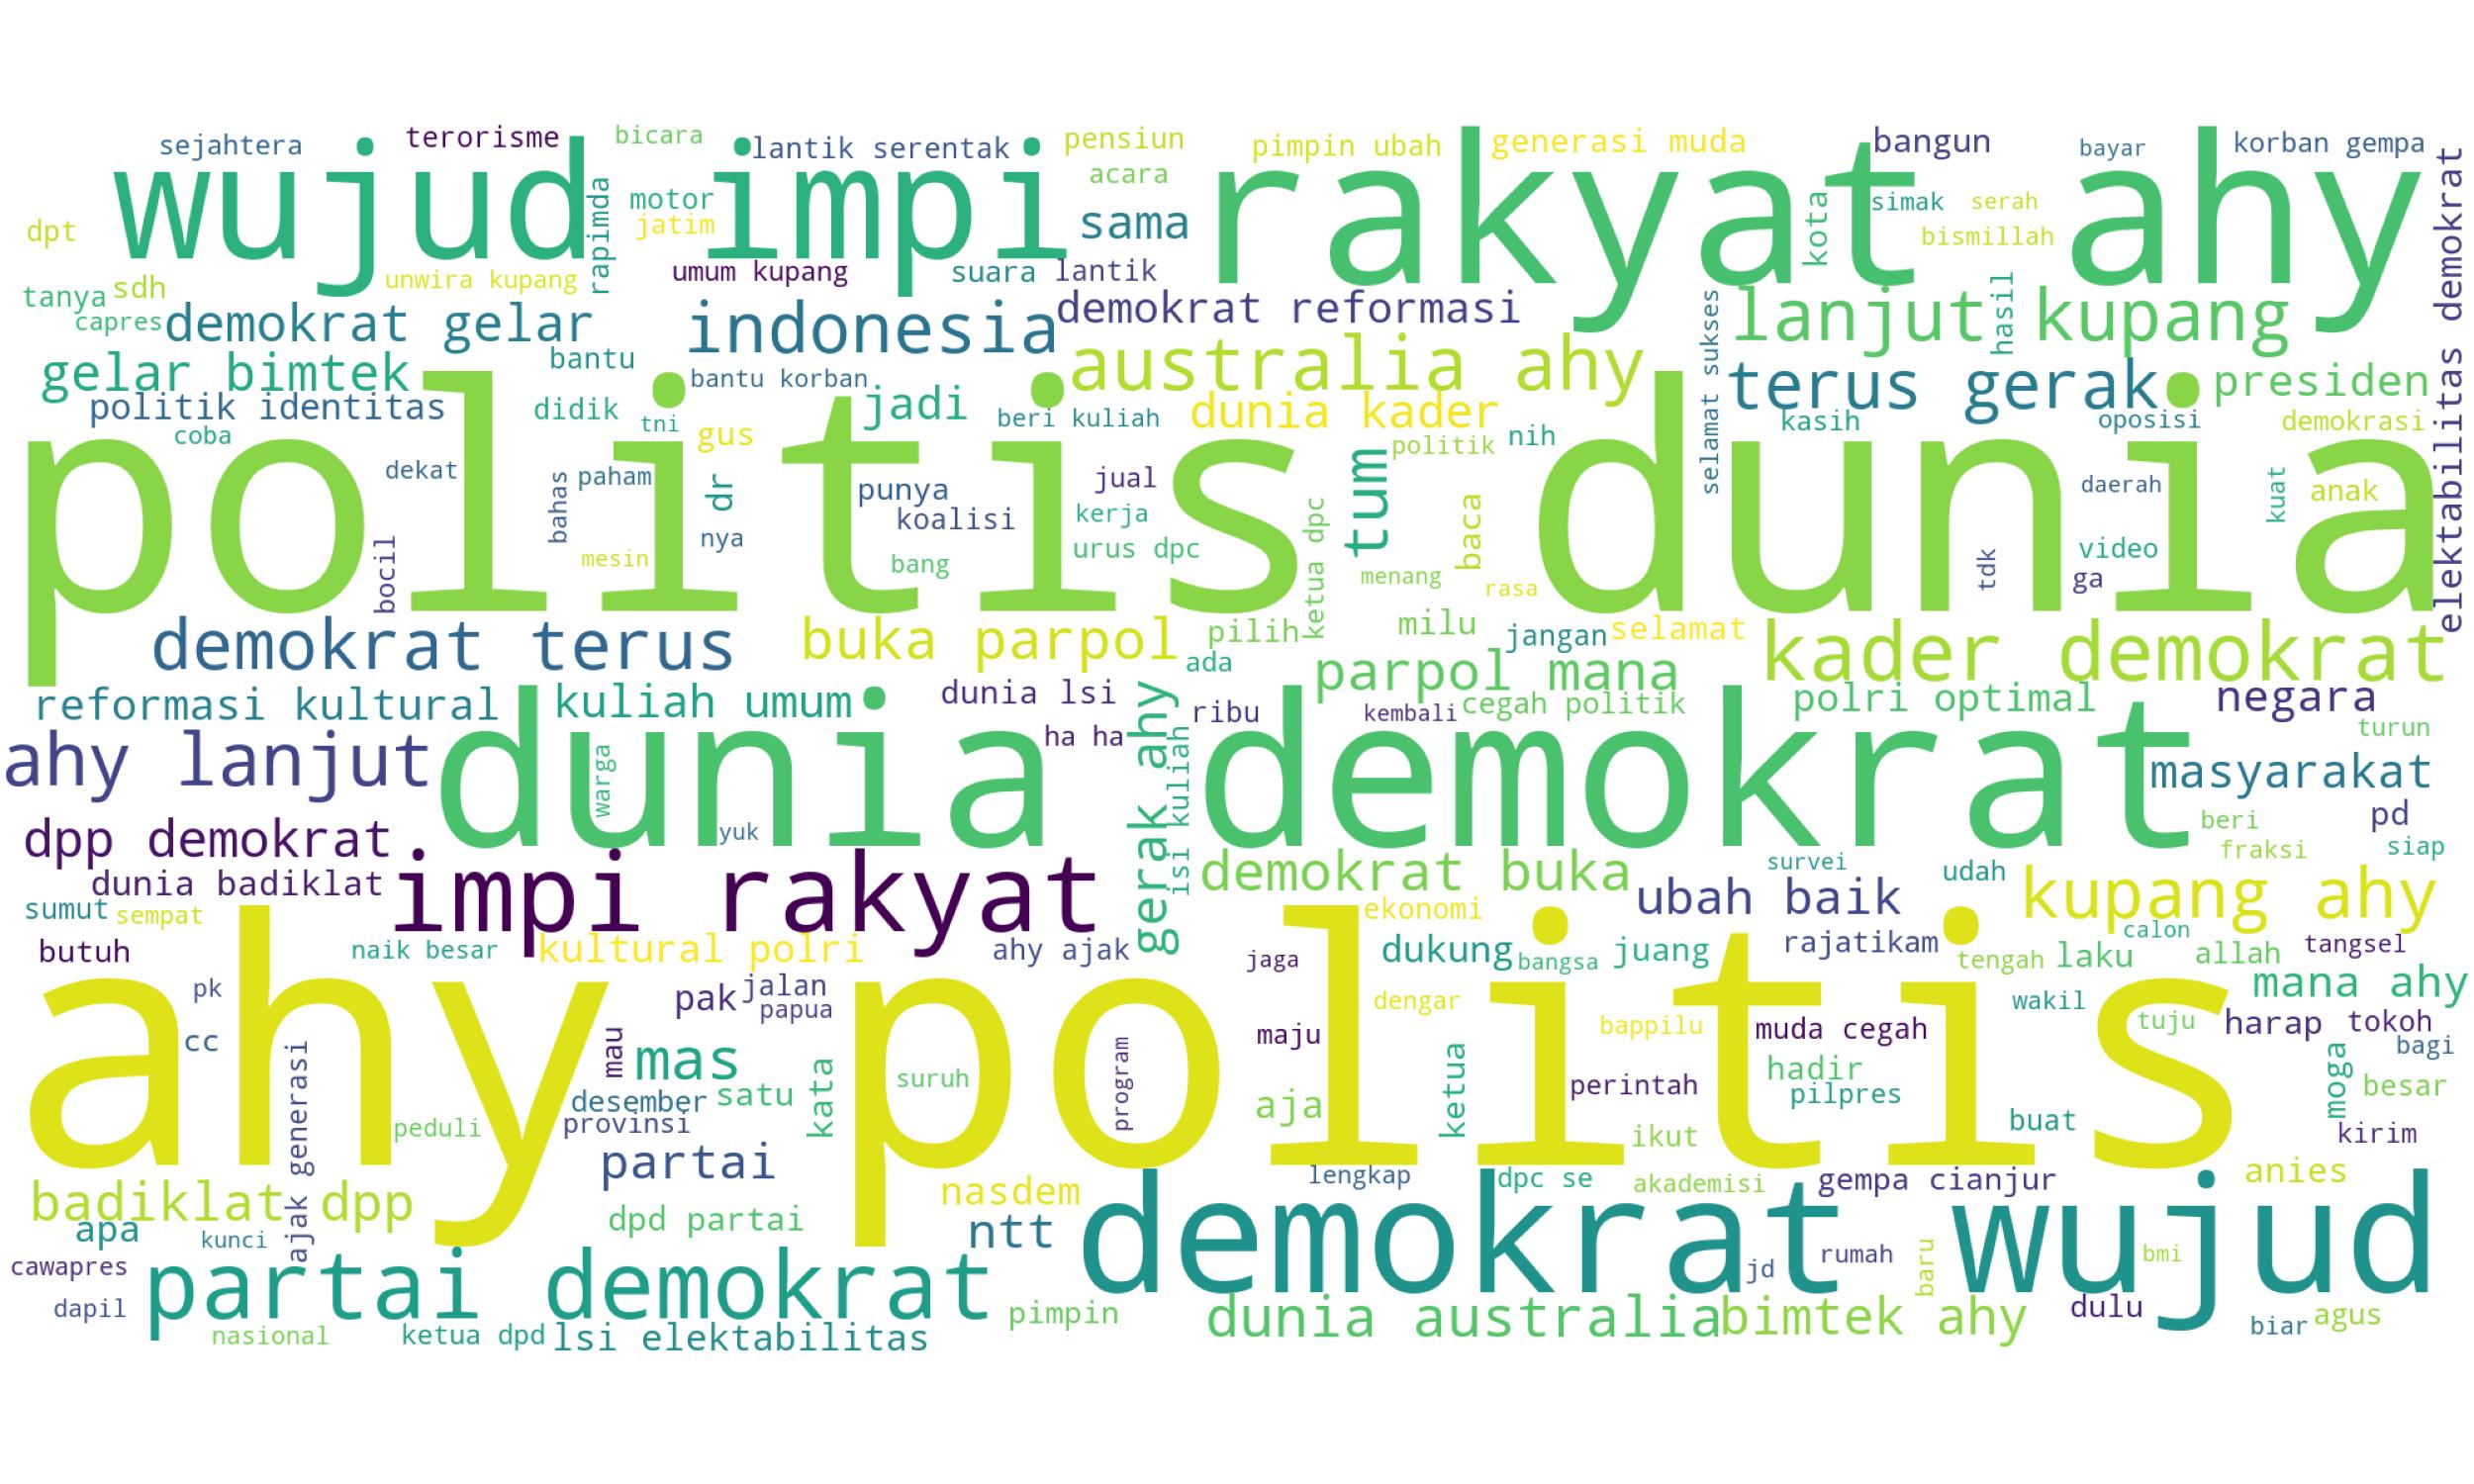 sejahtera
terorisme
bicara
lantik serentak
pensiun
pimpin ubah
generasi muda
bangun
bayar
korban gempa
wujud impi
rakyat ahy
acara
motor
jatim
sama
rapimda
dpt
kota
simak
serah
bismillah
elektabilitas demokrat
unwira kupang
umum kupang
suara
lantik
tanya
sdh
capres
demokrat gelar
indonesia
demokrat reformasi
lanjut kupang
hasil
selamat sukses
gelar bimtek
bantu
australia ahy
terus gerak
presiden
bantu korban
politik identitas
didik
jadi
beri kuliah
dunia kader
kasih
oposisi
demokrasi
coba
tni
gus
politik
nih
politis dunia
dekat
bahas
paham
dr
punya
jual
tum
baca
daerah
kuat
anak
koalisi
kerja
nya
bocil
mesin
bang
urus dpc
ketua dpc
menang
rasa
tdk
video
ga
demokrat terus
buka parpol
pilih
milu
jangan
selamat
kader demokrat
ada
parpol mana
reformasi kultural
kuliah umum
dunia lsi
ribu
kembali
cegah politik
polri optimal
negara
turun
ahy lanjut
dunia demokrat
warga
ha ha
gerak ahy
isi kuliah
masyarakat
yuk
pd
beri
fraksi
siap
dpp demokrat
impi rakyat
demokrat buka
survei
udah
dunia badiklat
ubah baik
kupang ahy
sumut
sempat
ekonomi
butuh
naik besar
kultural polri
ahy ajak
jaga
dukung
bangsa
juang
rajatikam
calon
tengah
laku
allah
tangsel
ahy politis
pk
pak
jalan
papua
dengar
wakil
mana ahy
cc
mau
mas
suruh
program
maju
bappilu
muda cegah
tuju
harap
tokoh
bagi
ajak generasi
kata
ketua
hadir
moga
desember
satu
perintah
pilpres
besar
peduli
provinsi
aja
ikut
buat
kirim
partai
lengkap
dpc se
akademisi
gempa cianjur
anies
badiklat dpp
nasdem
demokrat wujud
apa
kunci
dpd partai
ntt
cawapres
partai demokrat
jd
rumah
baru
bmi
dapil
pimpin
dunia australia
bimtek ahy
dulu
biar
agus
nasional
ketua dpd
lsi elektabilitas